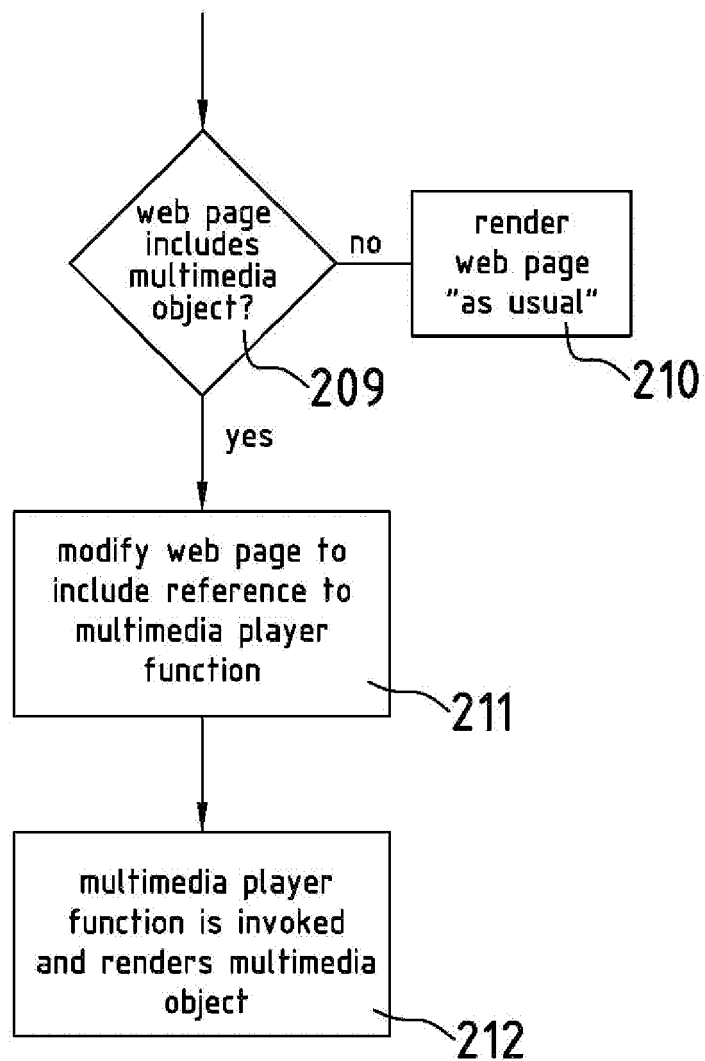 web page
includes
multimedia
object?
209
no
render
web page
"as usual"
210
yes
modify web page to
include reference to
multimedia player
function
211
multimedia player
function is invoked
and renders multimedia
object
212